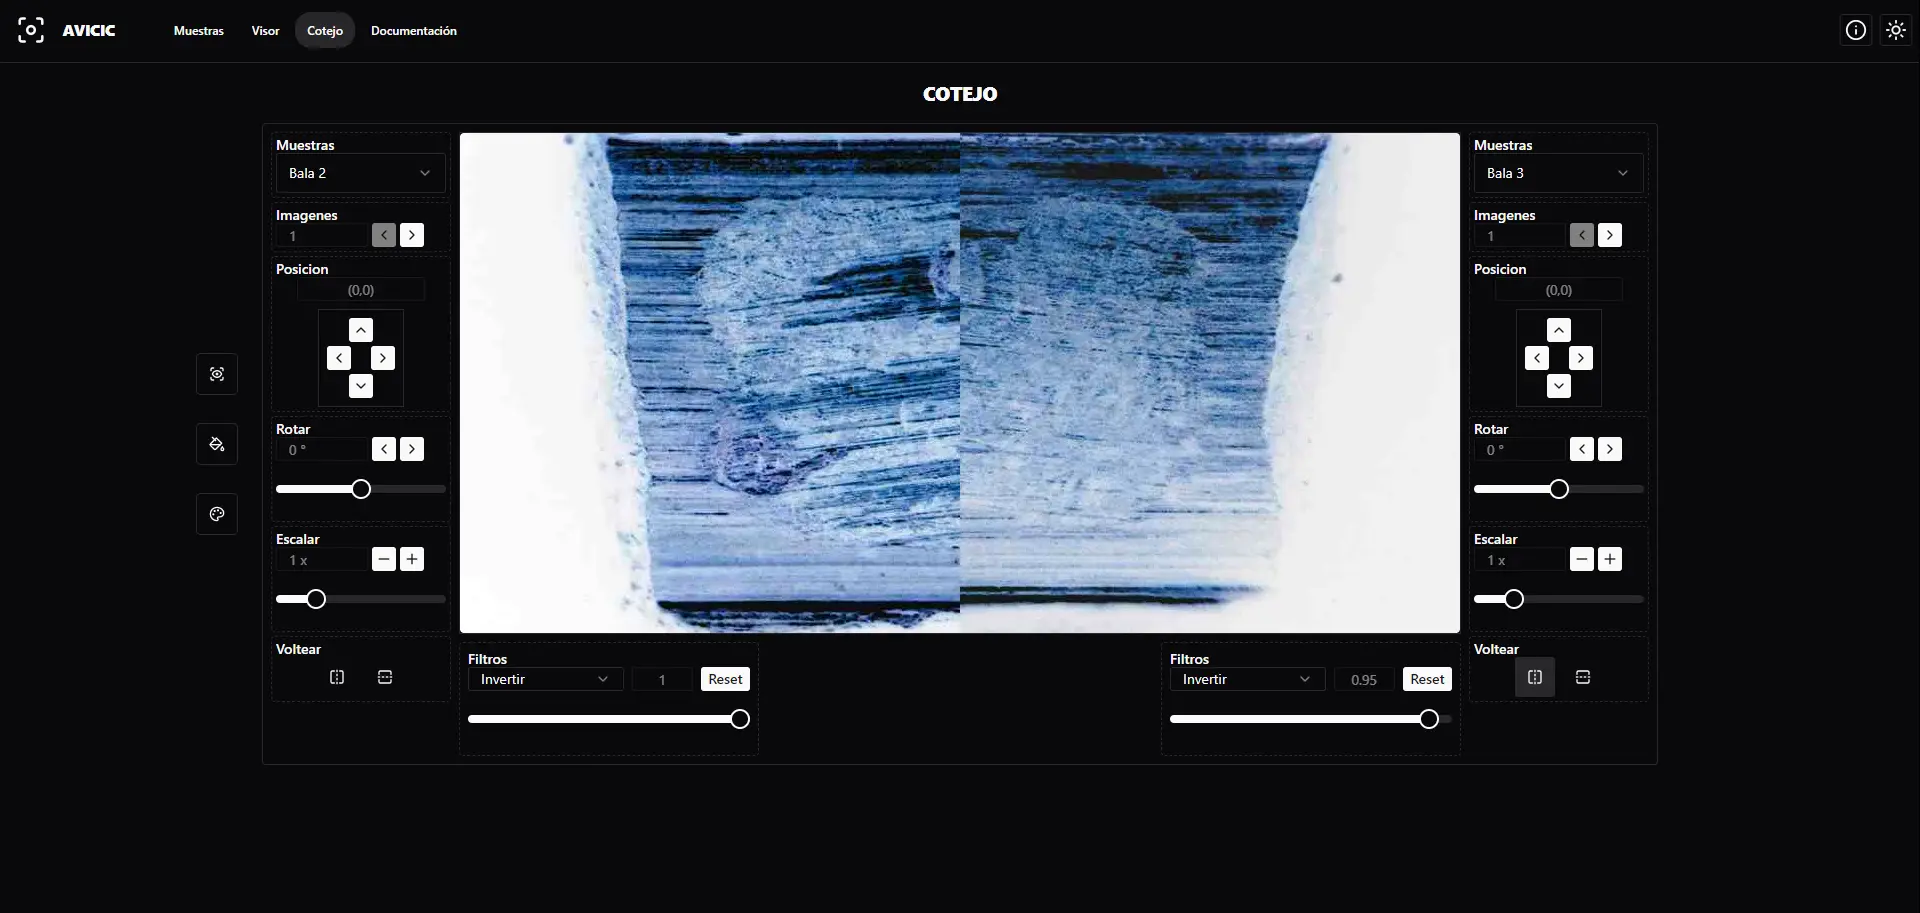 AVICIC
Muestras
Visor
Cotejo
Documentación
COTEJO
Muestras
Bala 2
Imagenes
1
Posicion
(0,0)
Rotar
0 °
Escalar
1 x
Voltear
Filtros
Invertir
1
Reset
Filtros
Invertir
0.95
Reset
Muestras
Bala 3
Imagenes
1
Posicion
(0,0)
Rotar
0 °
Escalar
1 x
Voltear